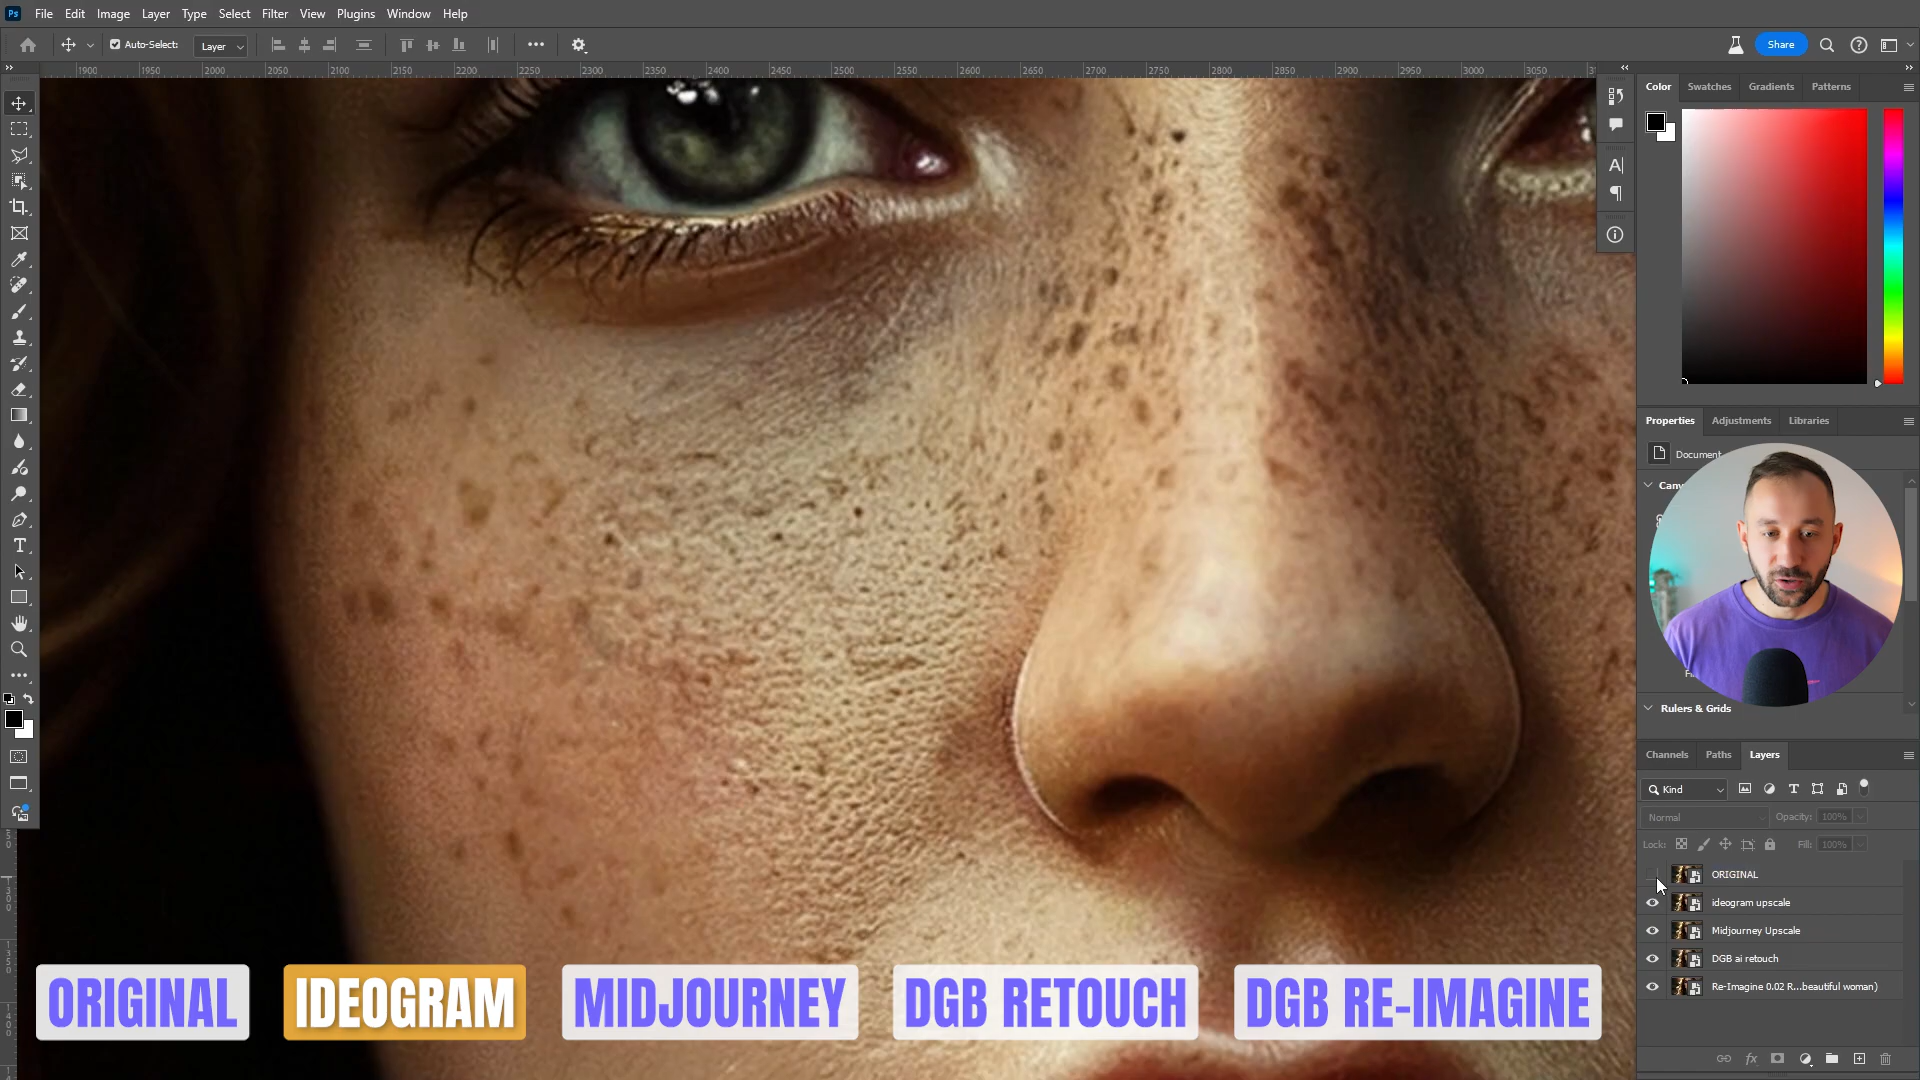 Ps File Edit Image Layer Type Select Filter View Plugins Window Help
Auto-Select: Layer Share
1900 1950 2000 2050 2100 2150 2200 2250 2300 2350 2400 2450 2500 2550 2600 2650 2700 2750 2800 2850 2900 2950 3000 3050
Color Swatches Gradients Patterns
Properties Adjustments Libraries
Document
Canv
Rulers & Grids
Channels Paths Layers
Kind
Normal Opacity: 100%
Lock: Fill: 100%
ORIGINAL
ideogram upscale
Midjourney Upscale
DGB ai retouch
Re-Imagine 0.02 R...beautiful woman)
ORIGINAL IDEOGRAM MIDJOURNEY DGB RETOUCH DGB RE-IMAGINE